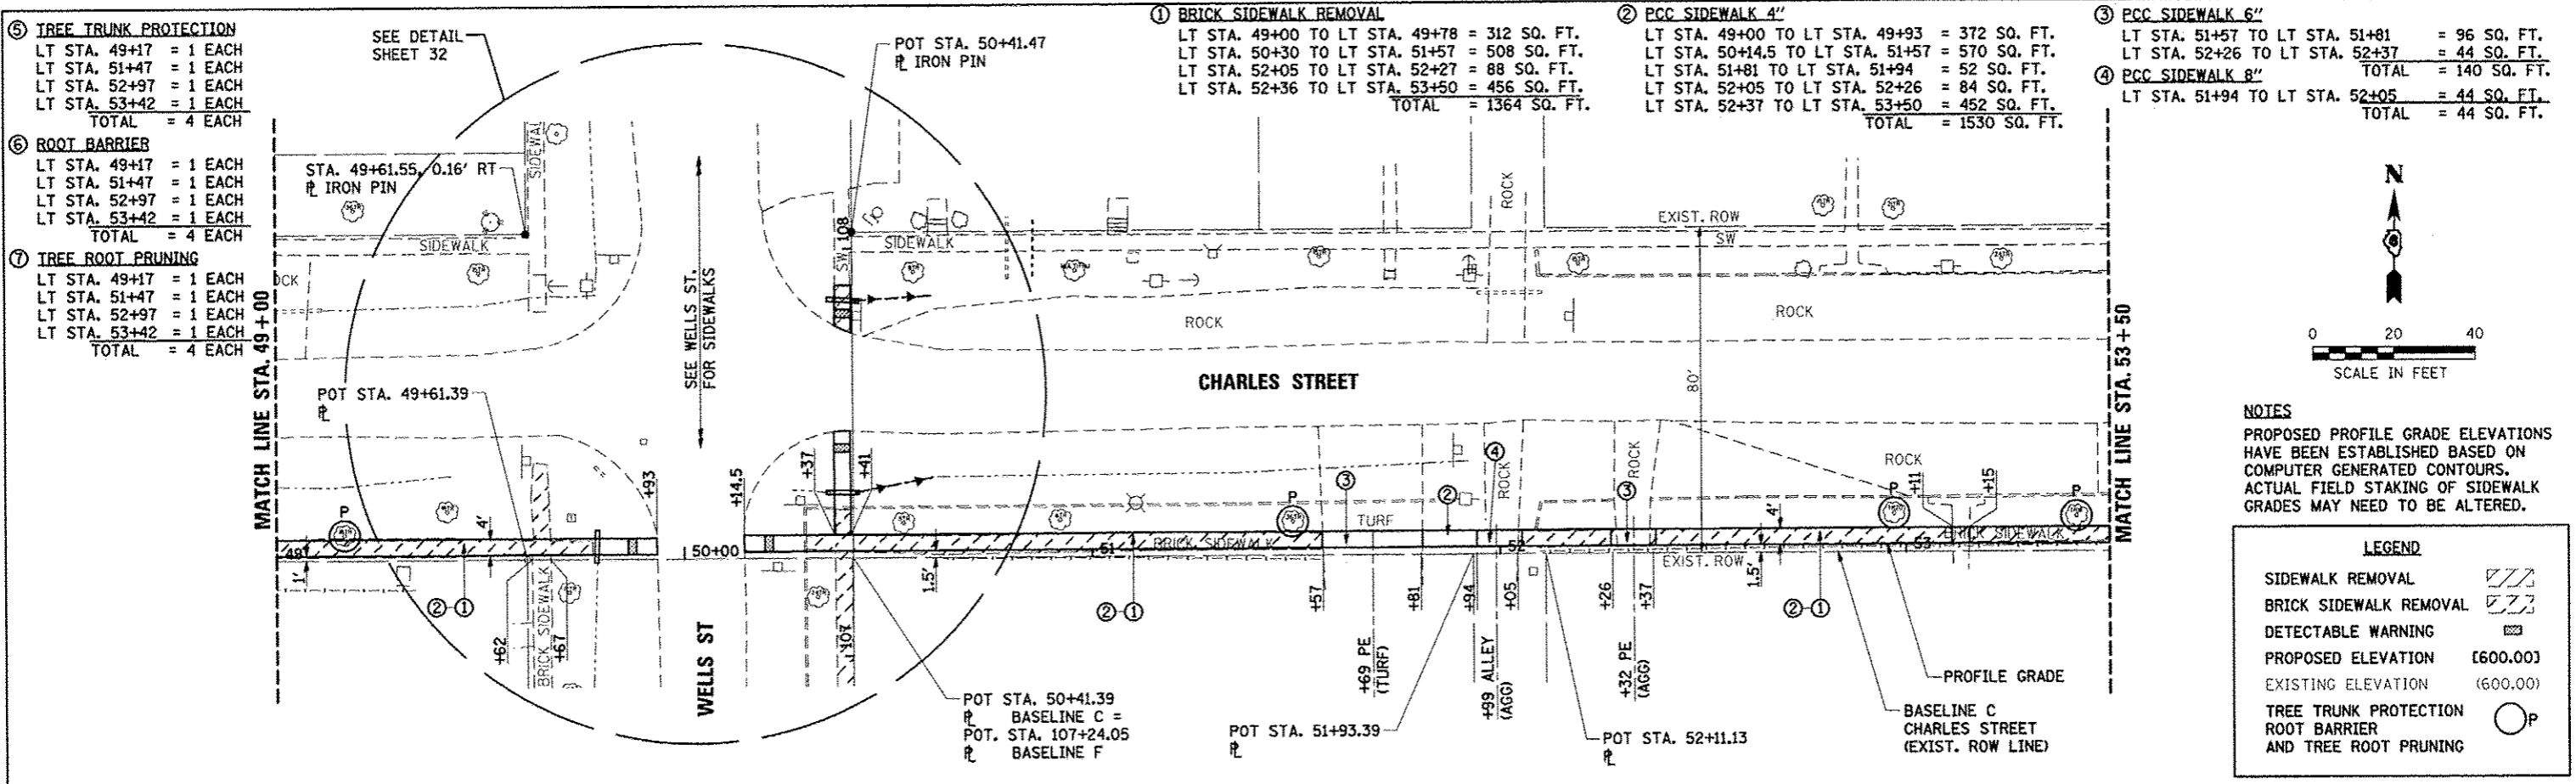 ⑤ TREE TRUNK PROTECTION
LT STA. 49+17 = 1 EACH
LT STA. 51+47 = 1 EACH
LT STA. 52+97 = 1 EACH
LT STA. 53+42 = 1 EACH
TOTAL = 4 EACH
⑥ ROOT BARRIER
LT STA. 49+17 = 1 EACH
LT STA. 51+47 = 1 EACH
LT STA. 52+97 = 1 EACH
LT STA. 53+42 = 1 EACH
TOTAL = 4 EACH
⑦ TREE ROOT PRUNING
LT STA. 49+17 = 1 EACH
LT STA. 51+47 = 1 EACH
LT STA. 52+97 = 1 EACH
LT STA. 53+42 = 1 EACH
TOTAL = 4 EACH
SEE DETAIL
SHEET 32
POT STA. 50+41.47
℄ IRON PIN
① BRICK SIDEWALK REMOVAL
LT STA. 49+00 TO LT STA. 49+78 = 312 SQ. FT.
LT STA. 50+30 TO LT STA. 51+57 = 508 SQ. FT.
LT STA. 52+05 TO LT STA. 52+27 = 88 SQ. FT.
LT STA. 52+36 TO LT STA. 53+50 = 456 SQ. FT.
TOTAL = 1364 SQ. FT.
② PCC SIDEWALK 4"
LT STA. 49+00 TO LT STA. 49+93 = 372 SQ. FT.
LT STA. 50+14.5 TO LT STA. 51+57 = 570 SQ. FT.
LT STA. 51+81 TO LT STA. 51+94 = 52 SQ. FT.
LT STA. 52+05 TO LT STA. 52+26 = 84 SQ. FT.
LT STA. 52+37 TO LT STA. 53+50 = 452 SQ. FT.
TOTAL = 1530 SQ. FT.
③ PCC SIDEWALK 6"
LT STA. 51+57 TO LT STA. 51+81 = 96 SQ. FT.
LT STA. 52+26 TO LT STA. 52+37 = 44 SQ. FT.
TOTAL = 140 SQ. FT.
④ PCC SIDEWALK 8"
LT STA. 51+94 TO LT STA. 52+05 = 44 SQ. FT.
TOTAL = 44 SQ. FT.
STA. 49+61.55, 0.16' RT
℄ IRON PIN
SIDEWAL
SIDEWALK
OCK
MATCH LINE STA. 49+00
SEE WELLS ST.
FOR SIDEWALKS
SW 108
SIDEWALK
ROCK
ROCK
EXIST. ROW
SW
ROCK
CHARLES STREET
80'
MATCH LINE STA. 53+50
N
0 20 40
SCALE IN FEET
POT STA. 49+61.39
℄
+93
+14.5
+37
+41
P
4'
49
1'
②-①
+62
BRICK SIDEWALK
+67
50+00
WELLS ST
107
1.5'
51
BRICK SIDEWALK
②-①
P
③
TURF
②
④
ROCK
52
③
ROCK
+57
+81
+94
+05
+26
+37
+69 PE
(TURF)
+99 ALLEY
(AGG)
+32 PE
(AGG)
EXIST. ROW
1.5'
4'
②-①
ROCK
P
+11
+15
P
53
BRICK SIDEWALK
POT STA. 50+41.39
℄ BASELINE C =
POT. STA. 107+24.05
℄ BASELINE F
POT STA. 51+93.39
℄
POT STA. 52+11.13
℄
PROFILE GRADE
BASELINE C
CHARLES STREET
(EXIST. ROW LINE)
NOTES
PROPOSED PROFILE GRADE ELEVATIONS
HAVE BEEN ESTABLISHED BASED ON
COMPUTER GENERATED CONTOURS.
ACTUAL FIELD STAKING OF SIDEWALK
GRADES MAY NEED TO BE ALTERED.
LEGEND
SIDEWALK REMOVAL
BRICK SIDEWALK REMOVAL
DETECTABLE WARNING
PROPOSED ELEVATION [600.00]
EXISTING ELEVATION (600.00)
TREE TRUNK PROTECTION
ROOT BARRIER
AND TREE ROOT PRUNING
P